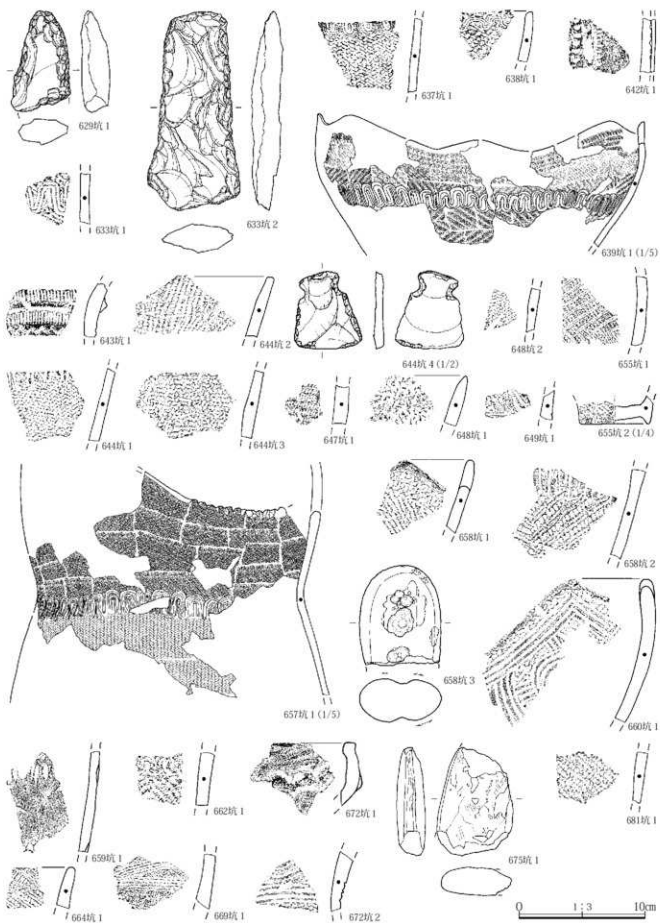 629坑 1
633坑 1
633坑 2
637坑 1
638坑 1
642坑 1
639坑 1 (1/5)
643坑 1
644坑 2
644坑 4 (1/2)
648坑 2
655坑 1
644坑 1
644坑 3
647坑 1
648坑 1
649坑 1
655坑 2 (1/4)
657坑 1 (1/5)
658坑 1
658坑 2
658坑 3
660坑 1
659坑 1
662坑 1
672坑 1
675坑 1
681坑 1
664坑 1
669坑 1
672坑 2
0 1:3 10cm